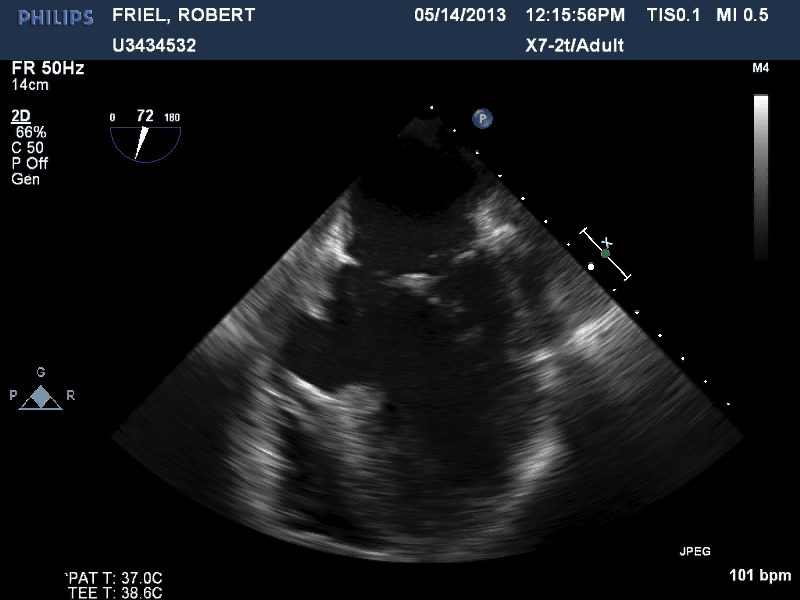 PHILIPS FRIEL, ROBERT 05/14/2013 12:15:56PM TIS0.1 MI 0.5
U3434532 X7-2t/Adult
FR 50Hz
14cm
M4
2D
66%
C 50
P Off
Gen
0 72 180
P
X
G
P R
JPEG
'PAT T: 37.0C
TEE T: 38.6C
101 bpm